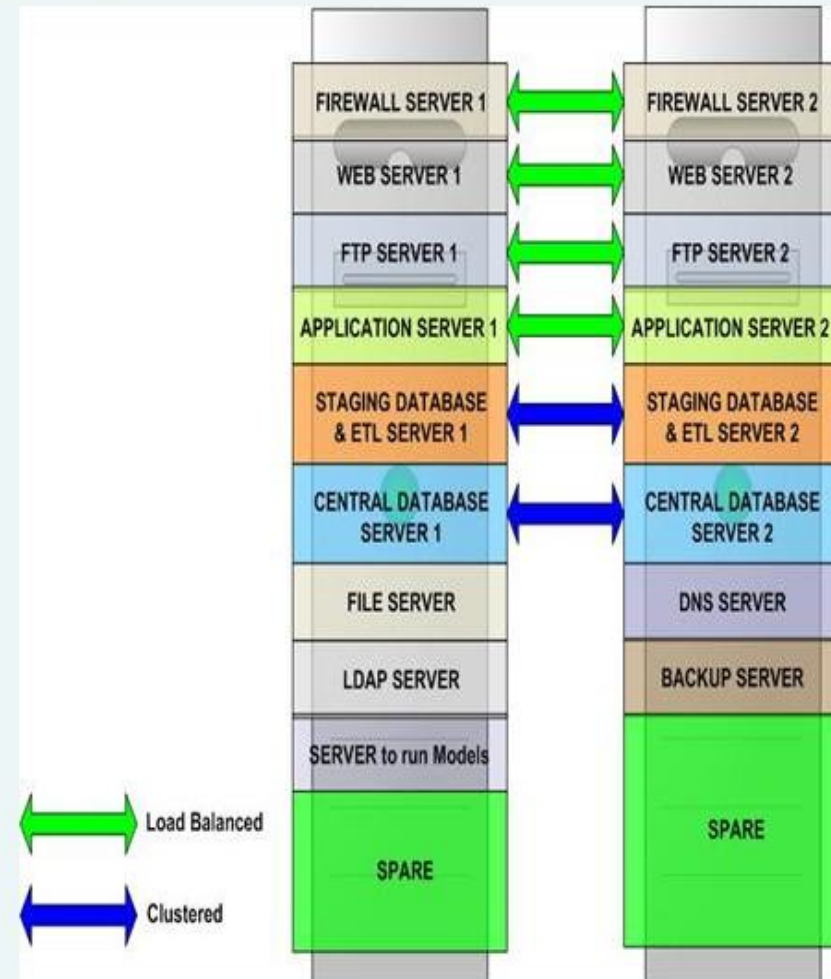 FIREWALL SERVER 1
FIREWALL SERVER 2
WEB SERVER 1
WEB SERVER 2
FTP SERVER 1
FTP SERVER 2
APPLICATION SERVER 1
APPLICATION SERVER 2
STAGING DATABASE
& ETL SERVER 1
STAGING DATABASE
& ETL SERVER 2
CENTRAL DATABASE
SERVER 1
CENTRAL DATABASE
SERVER 2
FILE SERVER
DNS SERVER
LDAP SERVER
BACKUP SERVER
SERVER to run Models
SPARE
SPARE
Load Balanced
Clustered